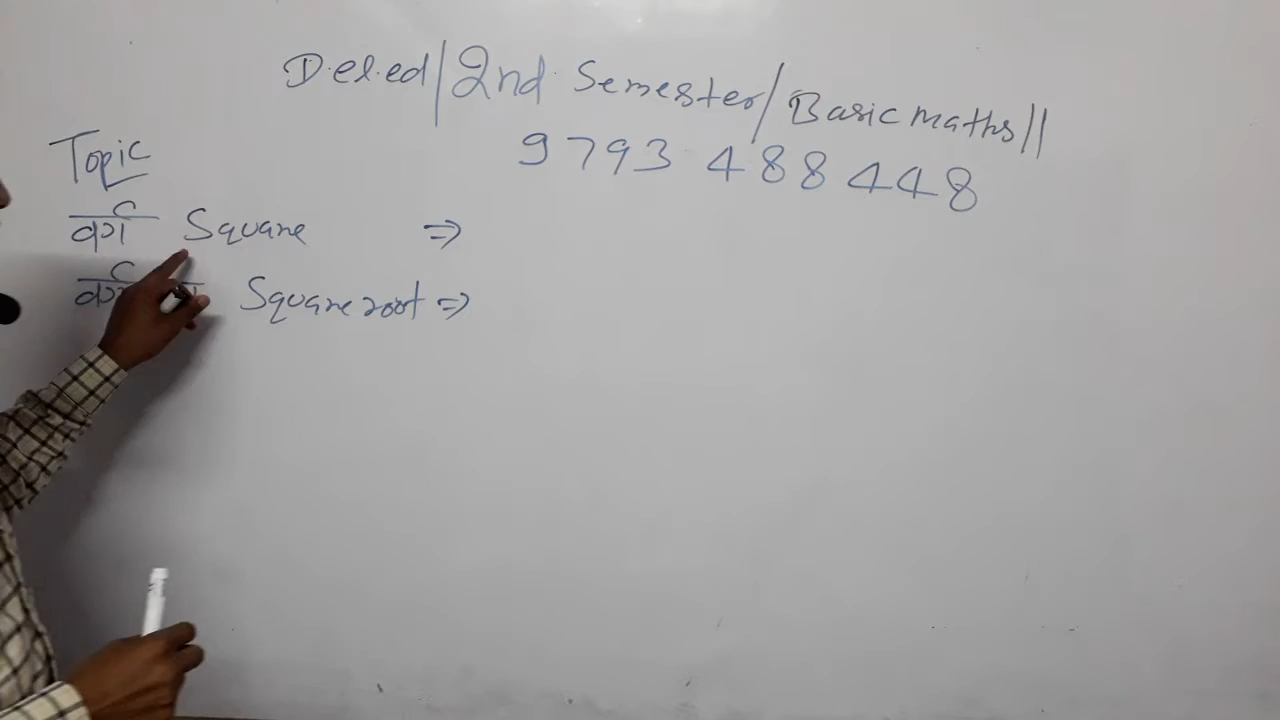 D.El.ed/2nd Semester/Basic maths||
9793 488448
Topic
वर्ग Square ⇒
Square root ⇒